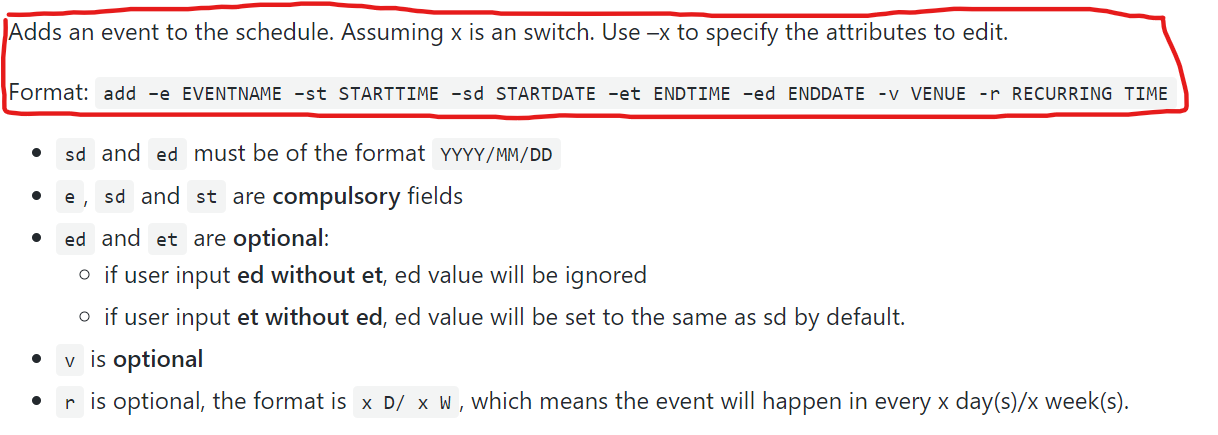 Adds an event to the schedule. Assuming x is an switch. Use –x to specify the attributes to edit.
Format: add –e EVENTNAME –st STARTTIME –sd STARTDATE –et ENDTIME –ed ENDDATE -v VENUE -r RECURRING TIME
• sd and ed must be of the format YYYY/MM/DD
• e, sd and st are compulsory fields
• ed and et are optional:
○ if user input ed without et, ed value will be ignored
○ if user input et without ed, ed value will be set to the same as sd by default.
• v is optional
• r is optional, the format is x D/ x W, which means the event will happen in every x day(s)/x week(s).